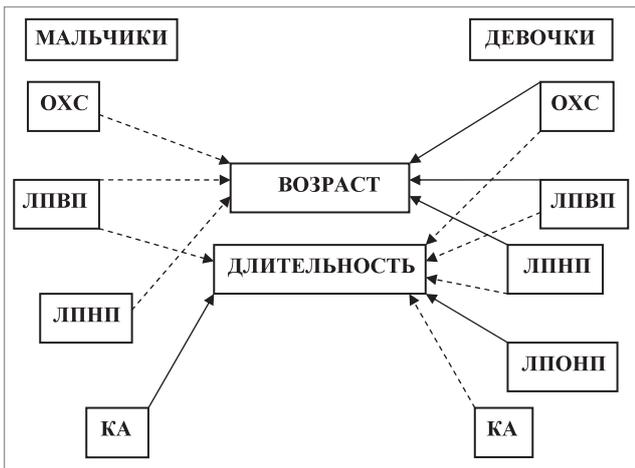 МАЛЬЧИКИ
ДЕВОЧКИ
ОХС
ОХС
ВОЗРАСТ
ЛПВП
ЛПВП
ДЛИТЕЛЬНОСТЬ
ЛПНП
ЛПНП
ЛПОНП
КА
КА